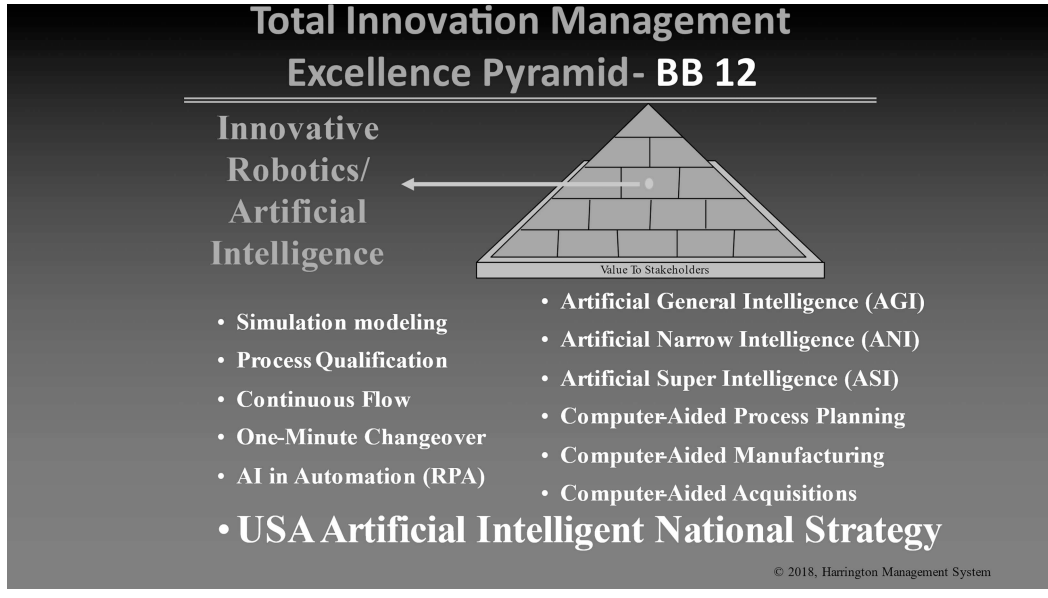 Total Innovation Management
Excellence Pyramid- BB 12
Innovative
Robotics/
Artificial
Intelligence
Value To Stakeholders
• Simulation modeling
• Process Qualification
• Continuous Flow
• One-Minute Changeover
• AI in Automation (RPA)
• Artificial General Intelligence (AGI)
• Artificial Narrow Intelligence (ANI)
• Artificial Super Intelligence (ASI)
• Computer-Aided Process Planning
• Computer-Aided Manufacturing
• Computer-Aided Acquisitions
• USA Artificial Intelligent National Strategy
© 2018, Harrington Management System